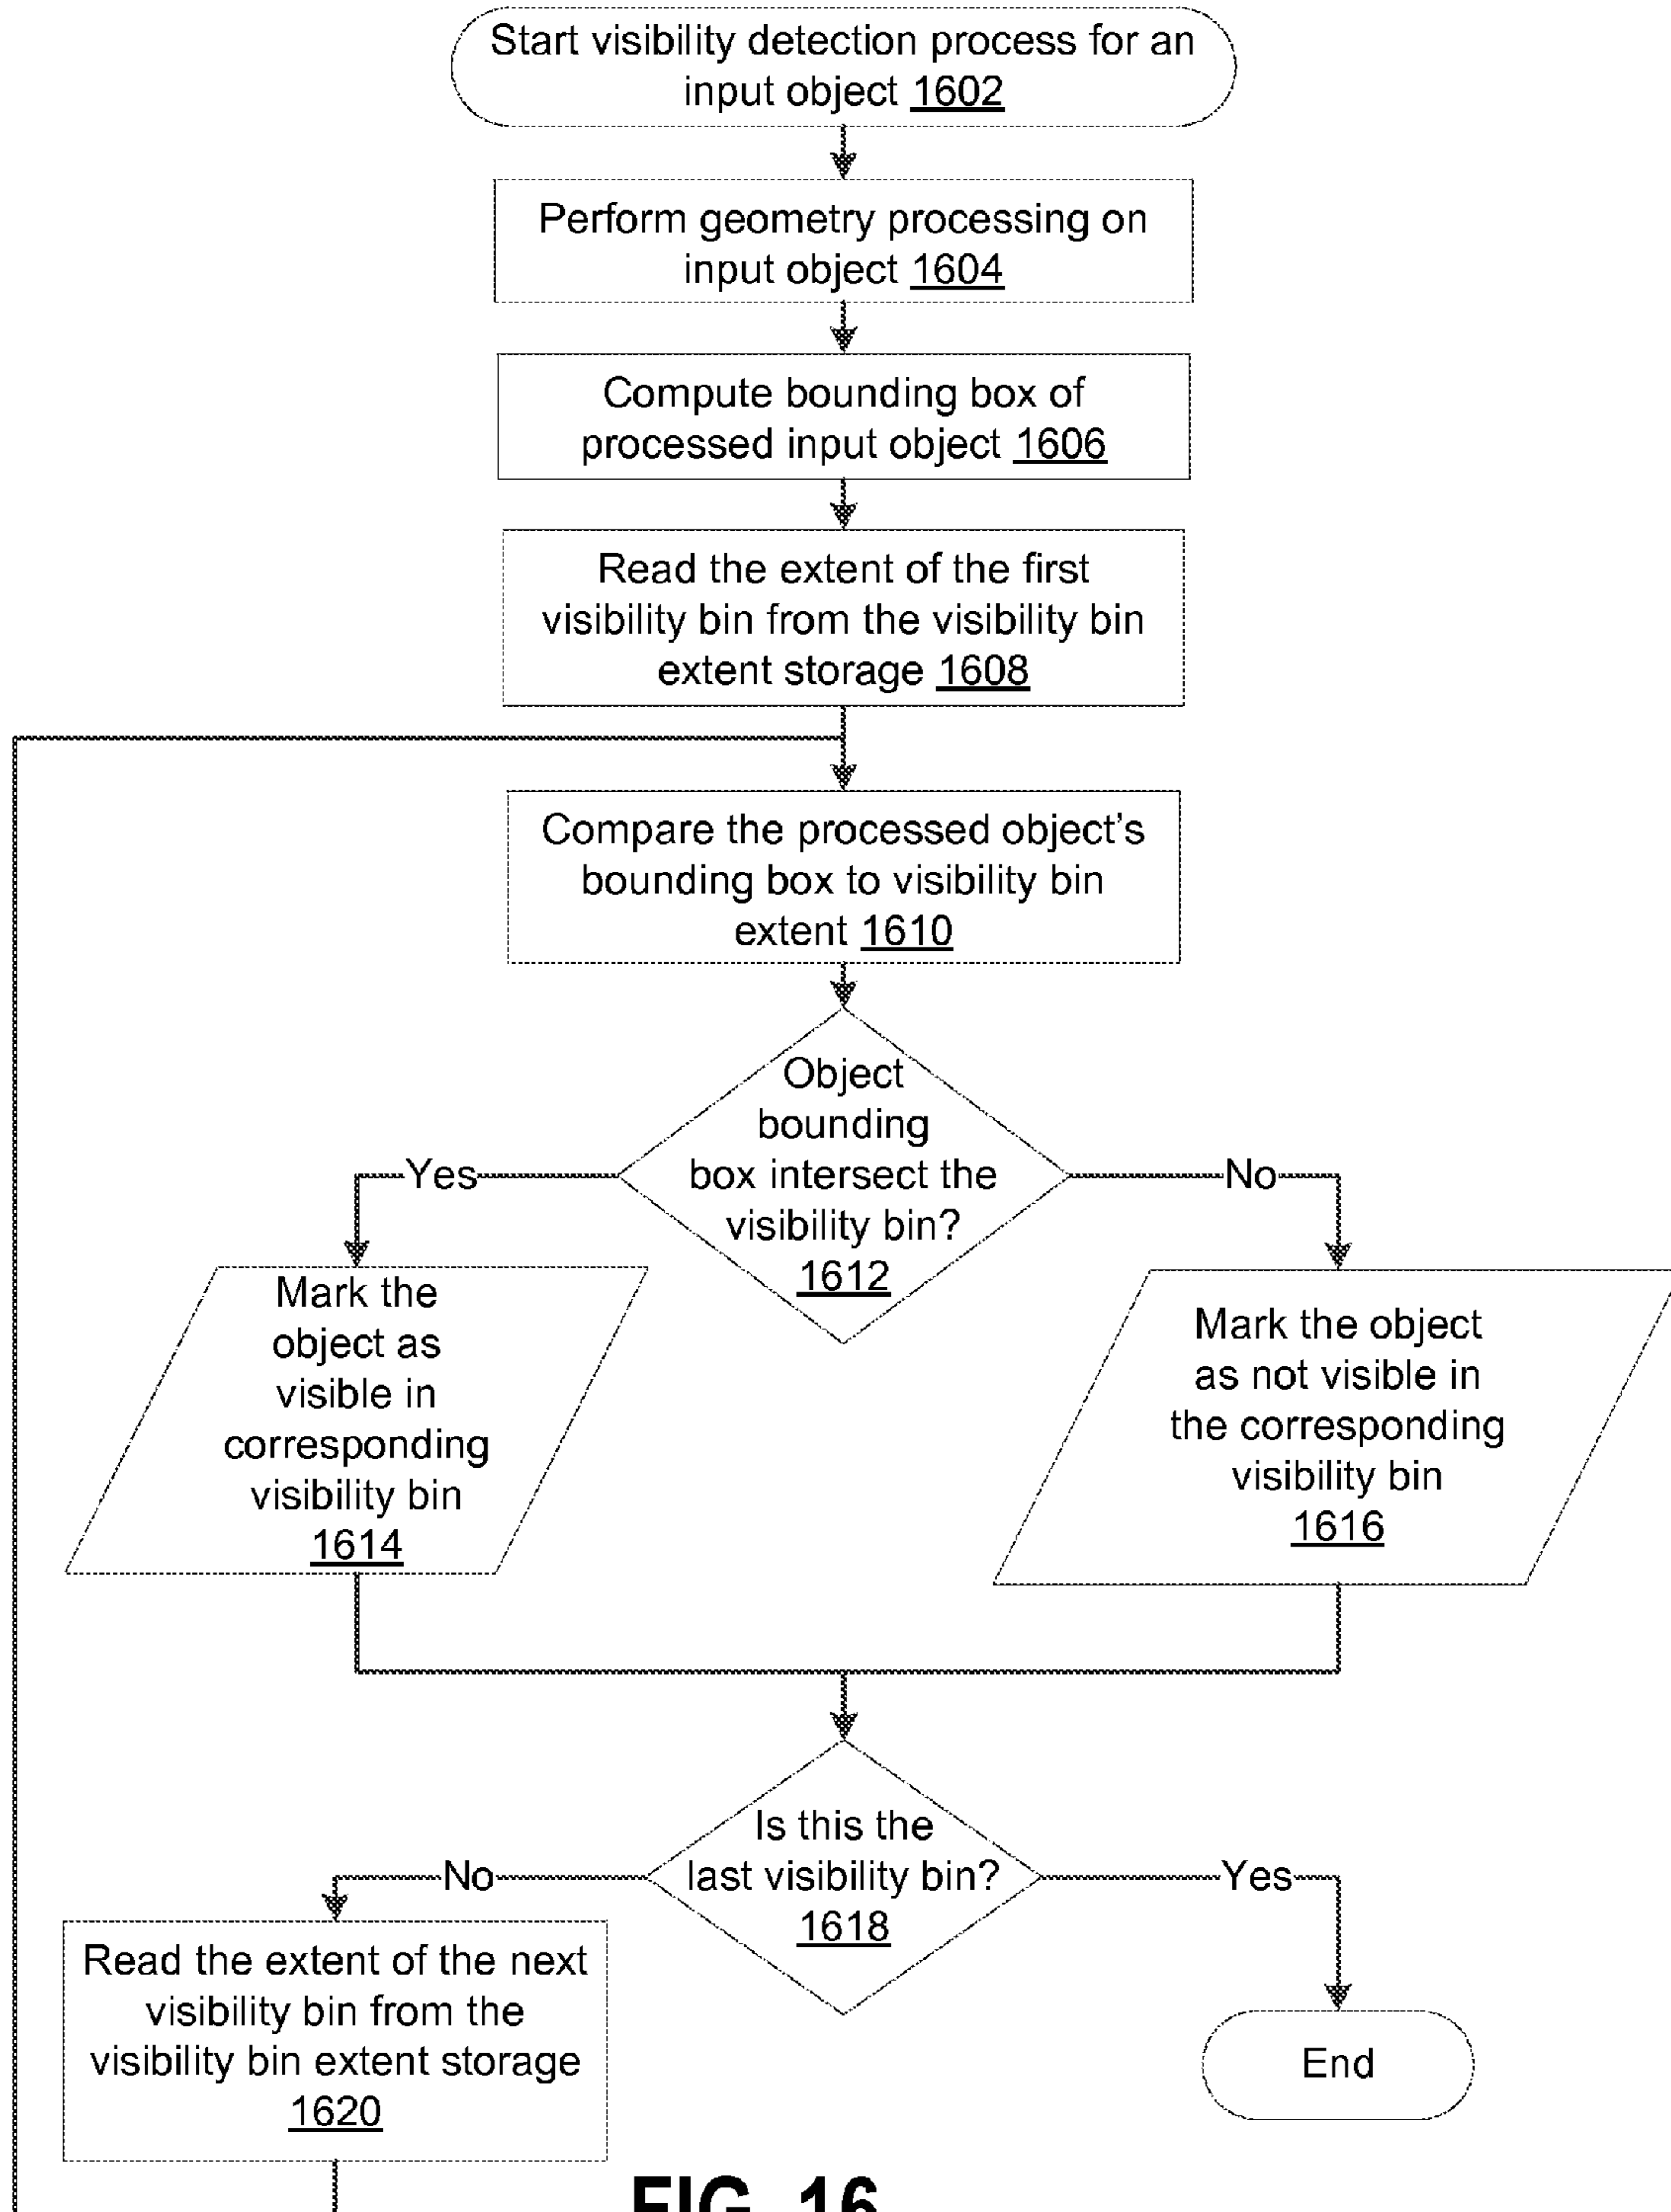 Start visibility detection process for an
input object 1602
Perform geometry processing on
input object 1604
Compute bounding box of
processed input object 1606
Read the extent of the first
visibility bin from the visibility bin
extent storage 1608
Compare the processed object's
bounding box to visibility bin
extent 1610
Object
bounding
box intersect the
visibility bin?
1612
Yes
No
Mark the
object as
visible in
corresponding
visibility bin
1614
Mark the object
as not visible in
the corresponding
visibility bin
1616
Is this the
last visibility bin?
1618
No
Yes
Read the extent of the next
visibility bin from the
visibility bin extent storage
1620
End
FIG. 16